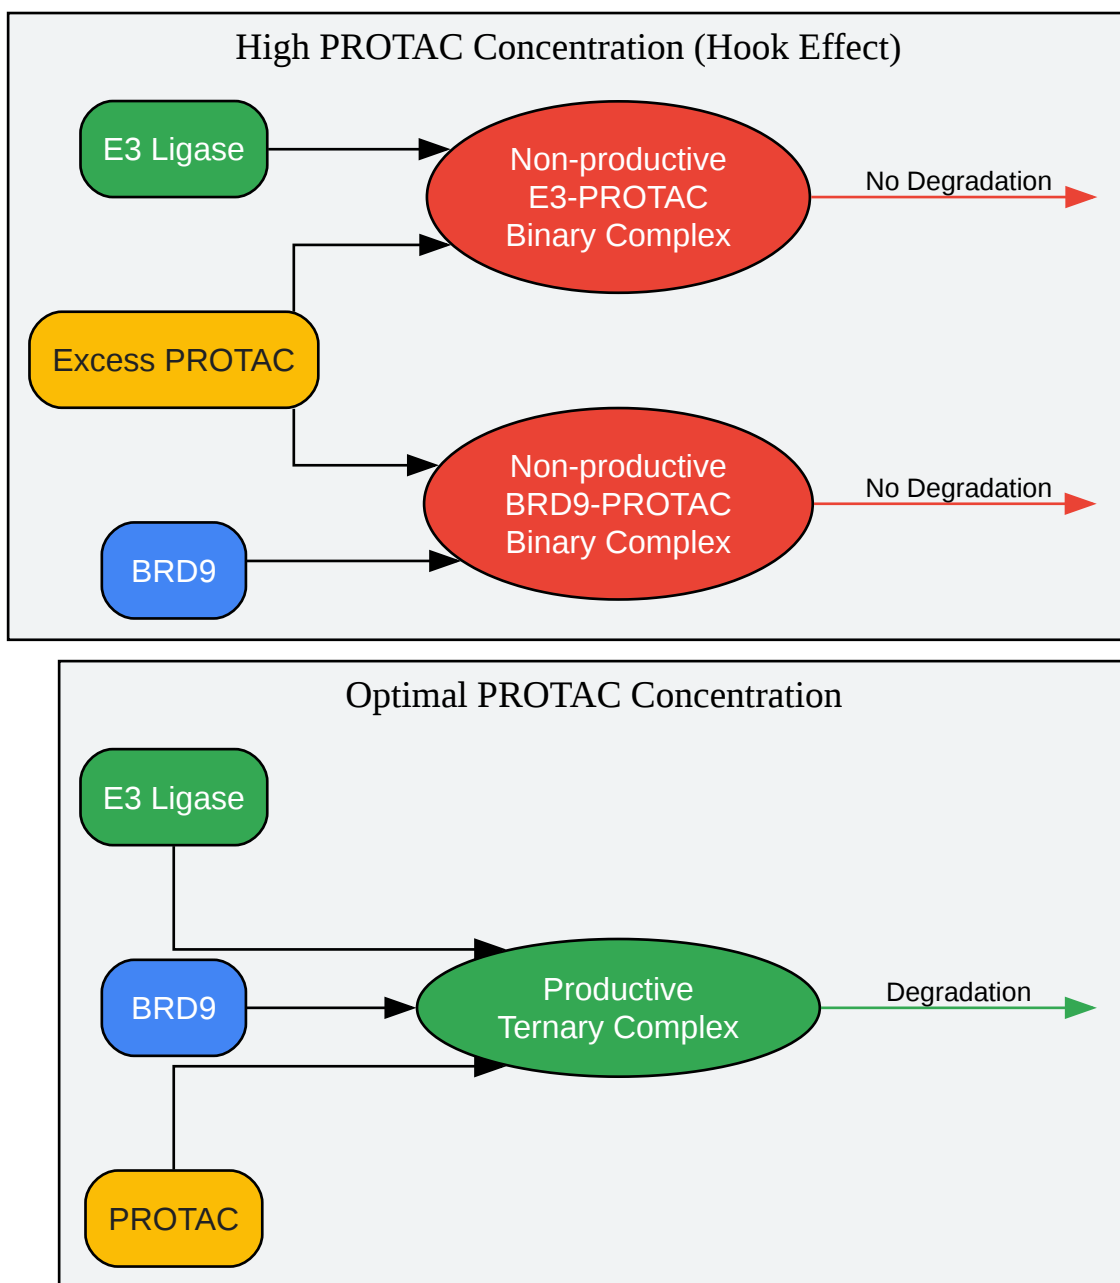 High PROTAC Concentration (Hook Effect)
E3 Ligase
Non-productive
E3-PROTAC
Binary Complex
No Degradation
Excess PROTAC
Non-productive
BRD9-PROTAC
Binary Complex
No Degradation
BRD9
Optimal PROTAC Concentration
E3 Ligase
BRD9
Productive
Ternary Complex
Degradation
PROTAC